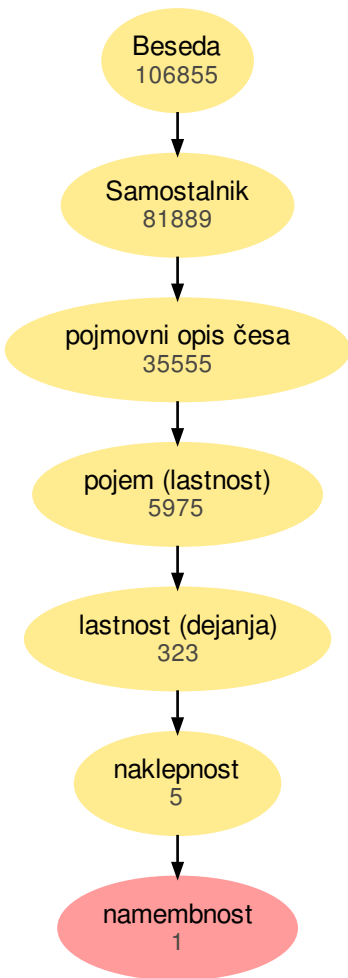 Beseda
106855
Samostalnik
81889
pojmovni opis česa
35555
pojem (lastnost)
5975
lastnost (dejanja)
323
naklepnost
5
namembnost
1